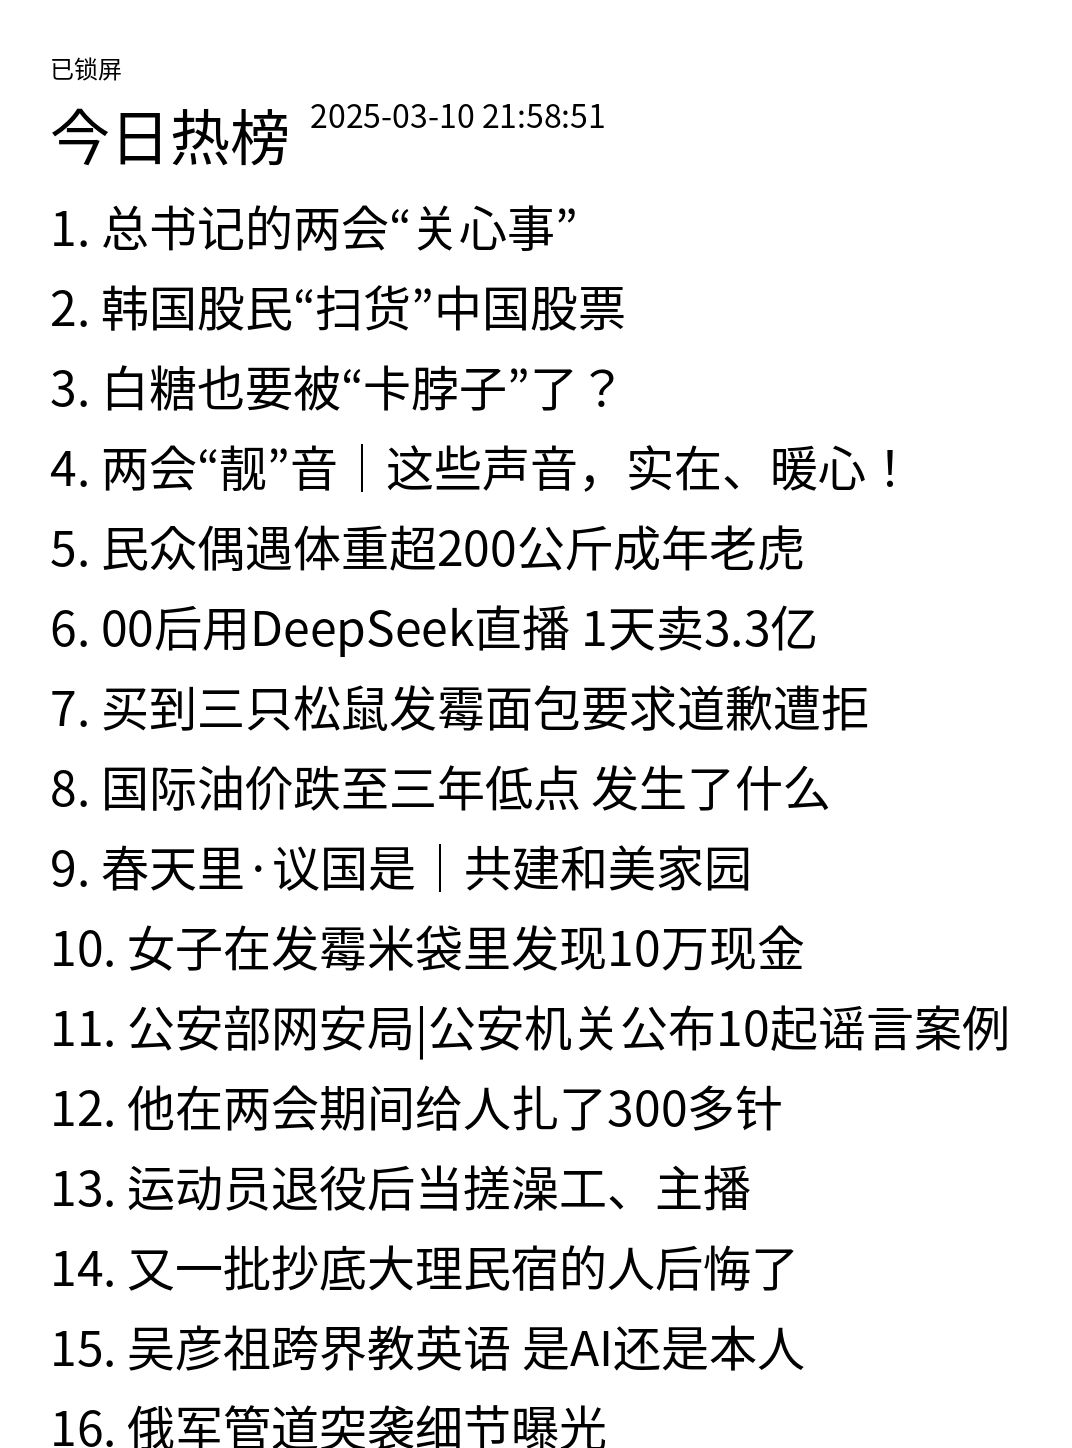 已锁屏
今日热榜 2025-03-10 21:58:51
1. 总书记的两会“关心事”
2. 韩国股民“扫货”中国股票
3. 白糖也要被“卡脖子”了？
4. 两会“靓”音｜这些声音，实在、暖心！
5. 民众偶遇体重超200公斤成年老虎
6. 00后用DeepSeek直播 1天卖3.3亿
7. 买到三只松鼠发霉面包要求道歉遭拒
8. 国际油价跌至三年低点 发生了什么
9. 春天里·议国是｜共建和美家园
10. 女子在发霉米袋里发现10万现金
11. 公安部网安局|公安机关公布10起谣言案例
12. 他在两会期间给人扎了300多针
13. 运动员退役后当搓澡工、主播
14. 又一批抄底大理民宿的人后悔了
15. 吴彦祖跨界教英语 是AI还是本人
16. 俄军管道突袭细节曝光